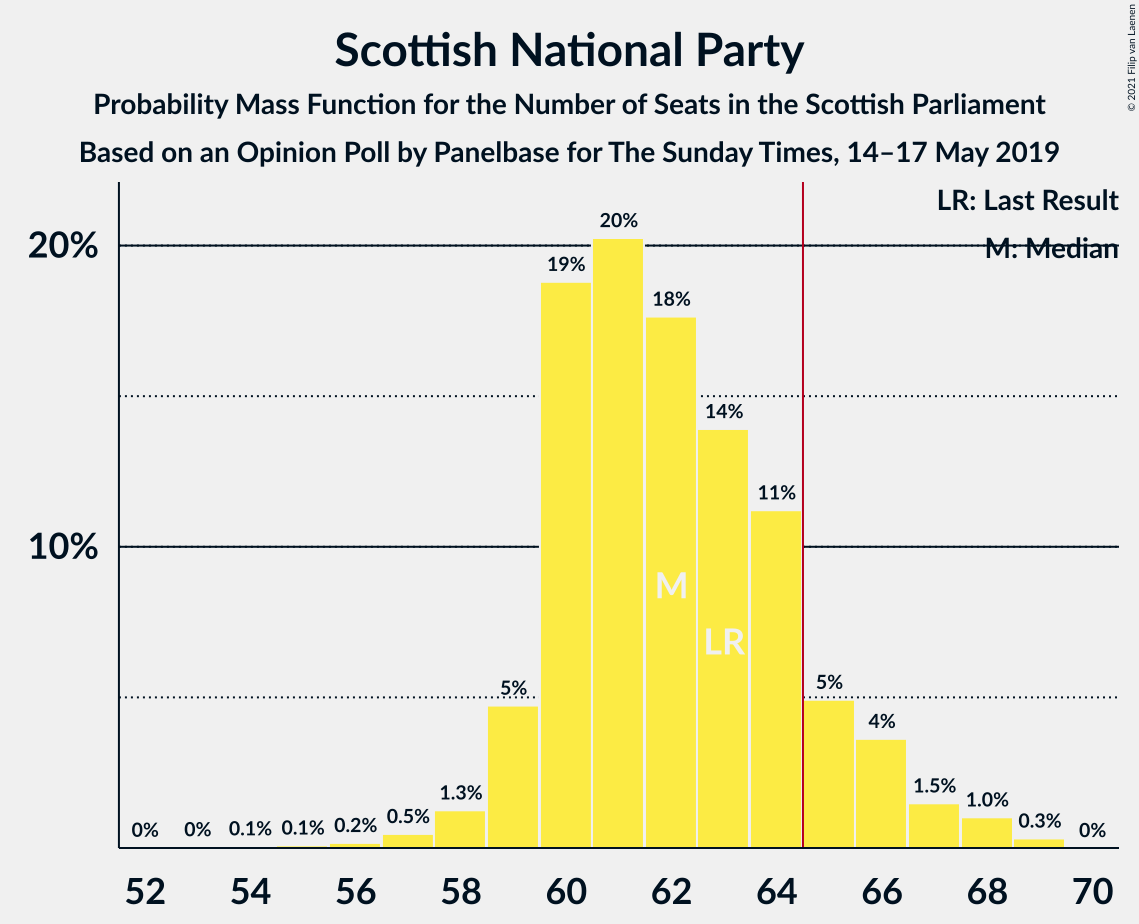 Scottish National Party
Probability Mass Function for the Number of Seats in the Scottish Parliament
Based on an Opinion Poll by Panelbase for The Sunday Times, 14–17 May 2019
© 2021 Filip van Laenen
LR: Last Result
M: Median
20%
10%
0%
0%
0.1%
0.1%
0.2%
0.5%
1.3%
5%
19%
20%
18%
14%
11%
5%
4%
1.5%
1.0%
0.3%
0%
M
LR
52 54 56 58 60 62 64 66 68 70